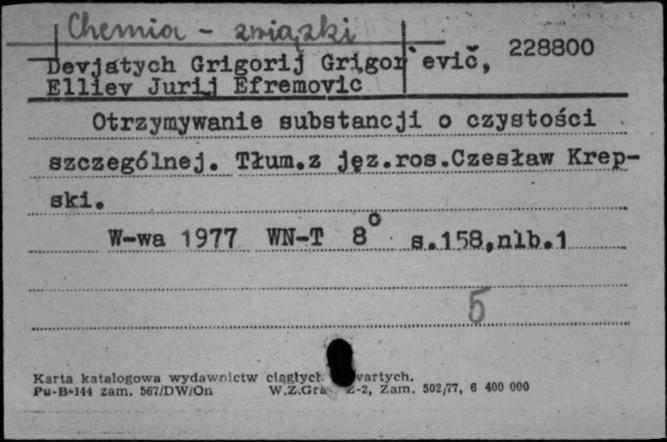 Chemia - związki
228800
Devjatych Grigorij Grigor'evič,
Elliev Jurij Efremovic
Otrzymywanie substancji o czystości
szczególnej. Tłum.z jęz.ros.Czesław Krep-
ski.
W-wa 1977 WN-T 8° s.158,nlb.1
5
Karta katalogowa wydawnictw ciągłych
Pu-B-144 zam. 567/DW/On W.Z.Gra Z-2, Zam. 502/77, 6 400 000